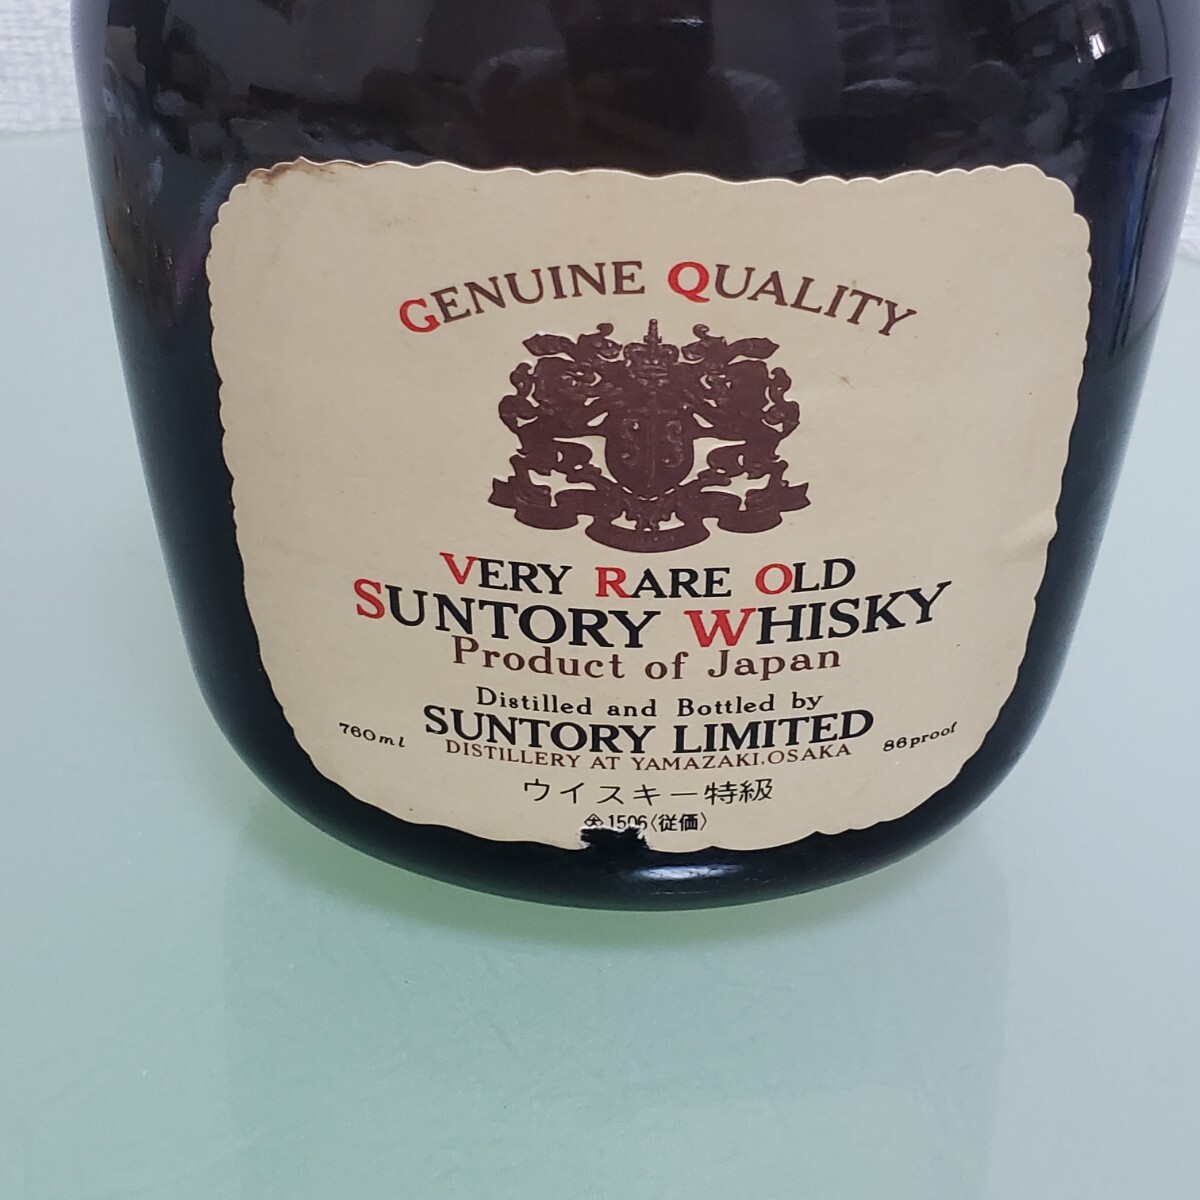 GENUINE QUALITY
VERY RARE OLD
SUNTORY WHISKY
Product of Japan
Distilled and Bottled by
SUNTORY LIMITED
760ml DISTILLERY AT YAMAZAKI, OSAKA 86proof
ウイスキー特級
1506〈従価〉